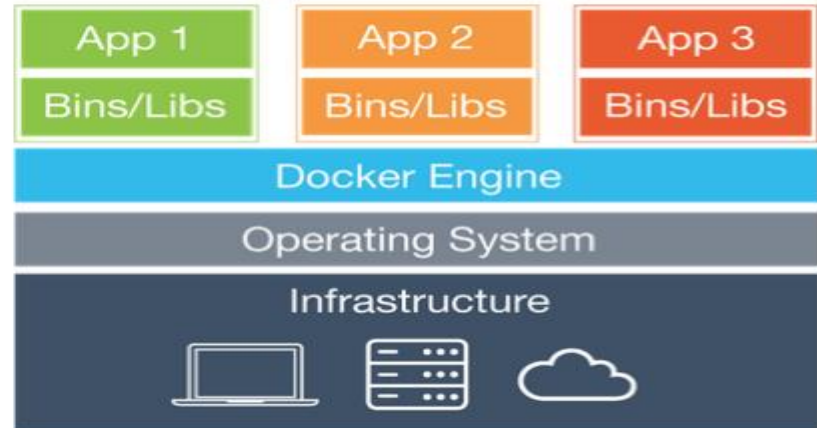 App 1 App 2 App 3
Bins/Libs Bins/Libs Bins/Libs
Docker Engine
Operating System
Infrastructure